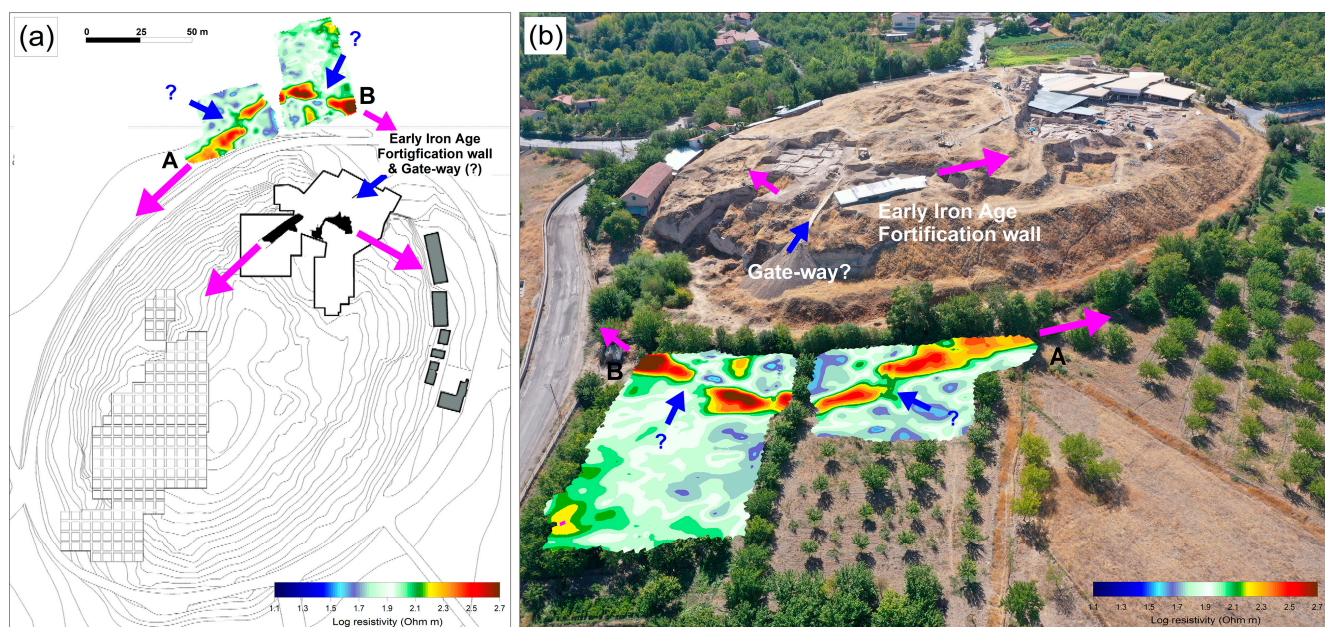 (a)
0 25 50 m
?
?
B
A
Early Iron Age
Fortigfication wall
& Gate-way (?)
1.1 1.3 1.5 1.7 1.9 2.1 2.3 2.5 2.7
Log resistivity (Ohm m)
(b)
Early Iron Age
Fortification wall
Gate-way?
B
A
?
?
1.1 1.3 1.5 1.7 1.9 2.1 2.3 2.5 2.7
Log resistivity (Ohm m)